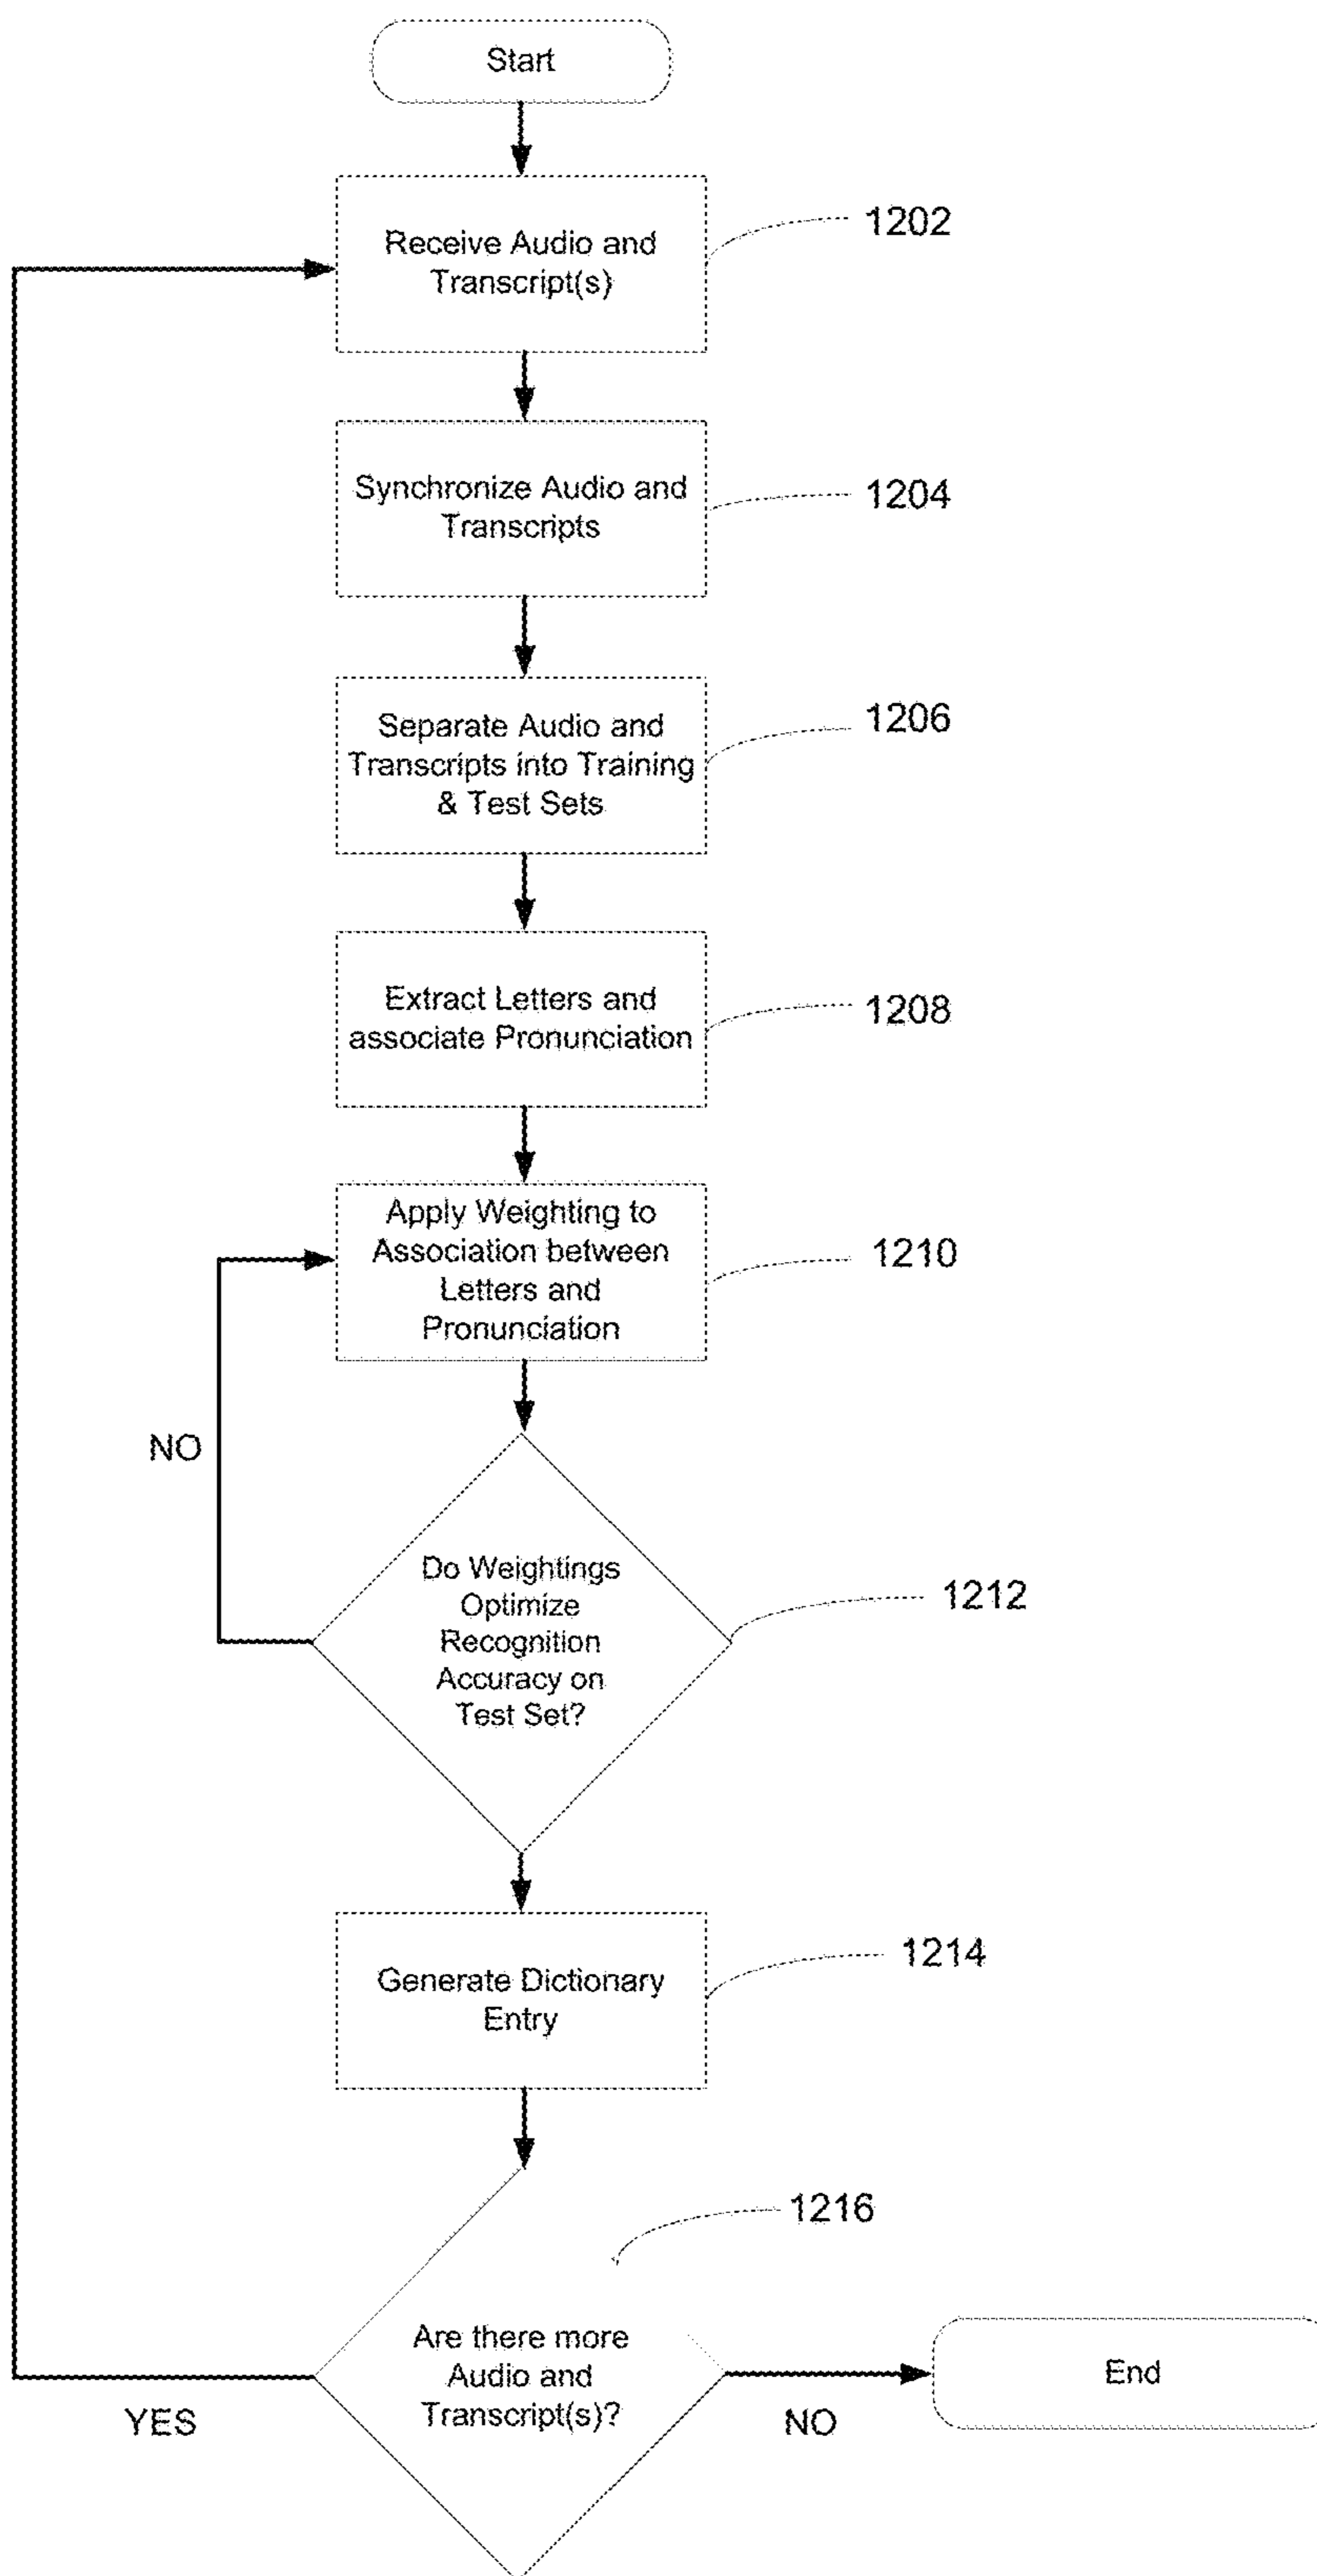 Start
Receive Audio and
Transcript(s)
1202
Synchronize Audio and
Transcripts
1204
Separate Audio and
Transcripts into Training
& Test Sets
1206
Extract Letters and
associate Pronunciation
1208
Apply Weighting to
Association between
Letters and
Pronunciation
1210
NO
Do Weightings
Optimize
Recognition
Accuracy on
Test Set?
1212
Generate Dictionary
Entry
1214
1216
Are there more
Audio and
Transcript(s)?
YES
NO
End